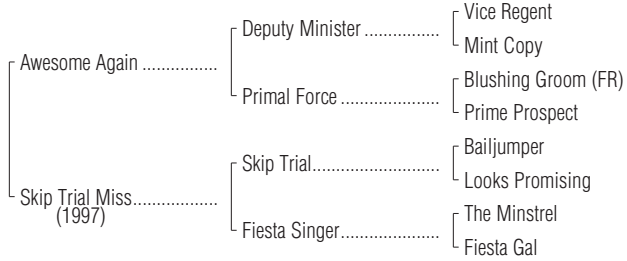 Vice Regent
Deputy Minister ................
Mint Copy
Awesome Again ................
Blushing Groom (FR)
Primal Force .....................
Prime Prospect
Bailjumper
Skip Trial...........................
Looks Promising
Skip Trial Miss..................
(1997)
The Minstrel
Fiesta Singer.....................
Fiesta Gal